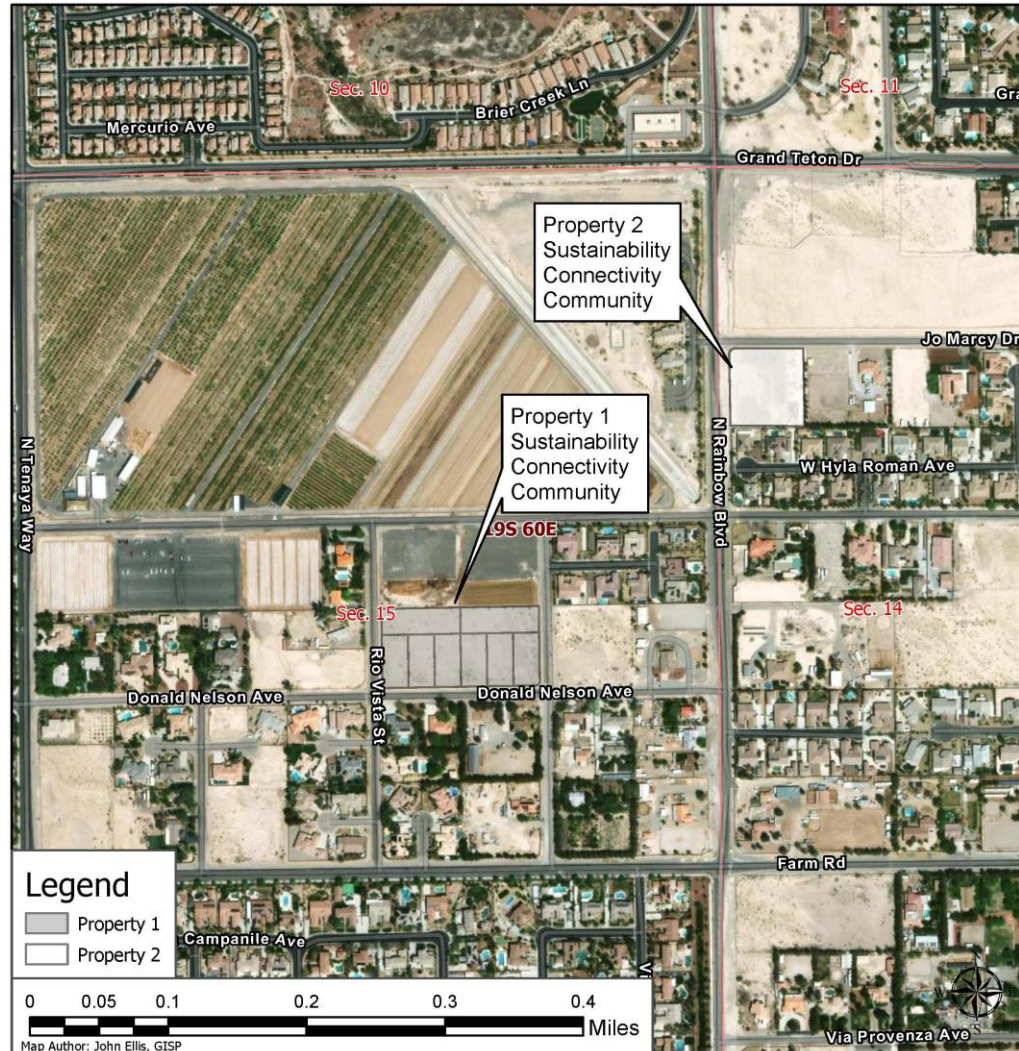 Sec. 10
Sec. 11
Brier Creek Ln
Mercurio Ave
Gra
Grand Teton Dr
Property 2
Sustainability
Connectivity
Community
Jo Marcy Dr
Property 1
Sustainability
Connectivity
Community
N Tenaya Way
N Rainbow Blvd
W Hyla Roman Ave
19S 60E
Sec. 15
Sec. 14
Rio Vista St
Donald Nelson Ave
Donald Nelson Ave
Farm Rd
Legend
Property 1
Property 2
Campanile Ave
Vi
N
W
0 0.05 0.1 0.2 0.3 0.4
Miles
Map Author: John Ellis, GISP
Via Provenza Ave